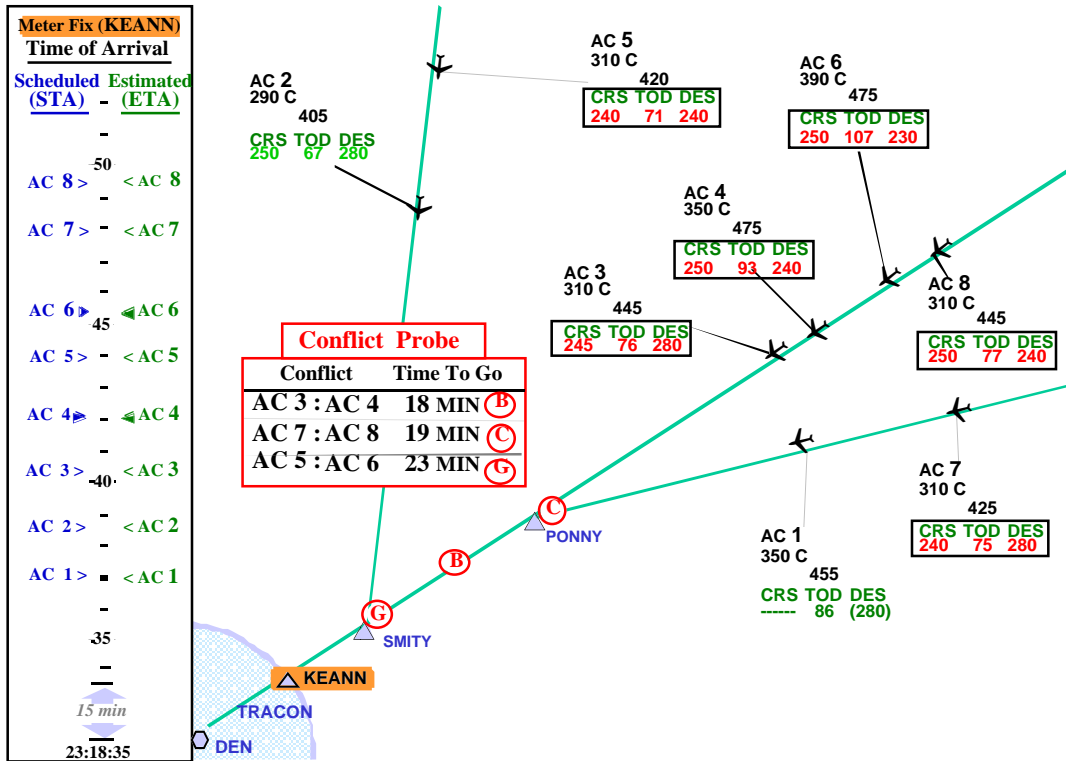 Meter Fix (KEANN)
Time of Arrival
Scheduled Estimated
(STA) (ETA)
50
AC 8 > < AC 8
AC 7 > < AC 7
AC 6 < AC 6
45
AC 5 > < AC 5
AC 4 < AC 4
AC 3 > < AC 3
40
AC 2 > < AC 2
AC 1 > < AC 1
35
15 min
23:18:35
AC 2
290 C
405
CRS TOD DES
250 67 280
AC 5
310 C
420
CRS TOD DES
240 71 240
AC 6
390 C
475
CRS TOD DES
250 107 230
AC 4
350 C
475
CRS TOD DES
250 93 240
AC 3
310 C
445
CRS TOD DES
245 76 280
AC 8
310 C
445
CRS TOD DES
250 77 240
AC 7
310 C
425
CRS TOD DES
240 75 280
AC 1
350 C
455
CRS TOD DES
------ 86 (280)
Conflict Probe
Conflict Time To Go
AC 3 : AC 4 18 MIN B
AC 7 : AC 8 19 MIN C
AC 5 : AC 6 23 MIN G
C
PONNY
B
G
SMITY
KEANN
TRACON
DEN